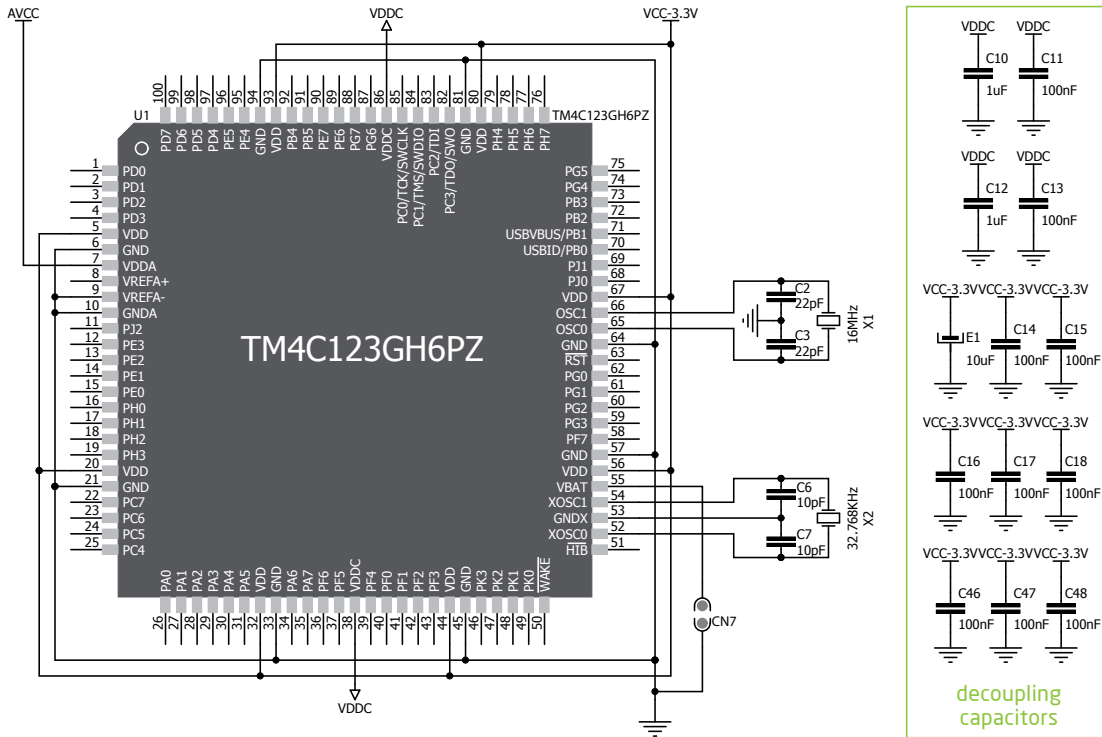 AVCC
VDDC
VCC-3.3V
U1
TM4C123GH6PZ
100 99 98 97 96 95 94 93 92 91 90 89 88 87 86 85 84 83 82 81 80 79 78 77 76
PD7 PD6 PD5 PD4 PE5 PE4 GND VDD PB4 PB5 PE7 PE6 PG7 PG6 VDDC PC0/TCK/SWCLK PC1/TMS/SWDIO PC2/TDI PC3/TDO/SWO GND VDD PH4 PH5 PH6 PH7
1 PD0
2 PD1
3 PD2
4 PD3
5 VDD
6 GND
7 VDDA
8 VREFA+
9 VREFA-
10 GNDA
11 PJ2
12 PE3
13 PE2
14 PE1
15 PE0
16 PH0
17 PH1
18 PH2
19 PH3
20 VDD
21 GND
22 PC7
23 PC6
24 PC5
25 PC4
TM4C123GH6PZ
PG5 75
PG4 74
PB3 73
PB2 72
USBVBUS/PB1 71
USBID/PB0 70
PJ1 69
PJ0 68
VDD 67
OSC1 66
OSC0 65
GND 64
RST 63
PG0 62
PG1 61
PG2 60
PG3 59
PF7 58
GND 57
VDD 56
VBAT 55
XOSC1 54
GNDX 53
XOSC0 52
HIB 51
PA0 PA1 PA2 PA3 PA4 PA5 VDD GND PA6 PA7 PF6 PF5 VDDC PF4 PF0 PF1 PF2 PF3 VDD GND PK3 PK2 PK1 PK0 WAKE
26 27 28 29 30 31 32 33 34 35 36 37 38 39 40 41 42 43 44 45 46 47 48 49 50
VDDC
C2
22pF
C3
22pF
16MHz
X1
C6
10pF
C7
10pF
32.768KHz
X2
CN7
VDDC VDDC
C10 C11
1uF 100nF
VDDC VDDC
C12 C13
1uF 100nF
VCC-3.3V VCC-3.3V VCC-3.3V
E1 C14 C15
10uF 100nF 100nF
VCC-3.3V VCC-3.3V VCC-3.3V
C16 C17 C18
100nF 100nF 100nF
VCC-3.3V VCC-3.3V VCC-3.3V
C46 C47 C48
100nF 100nF 100nF
decoupling
capacitors